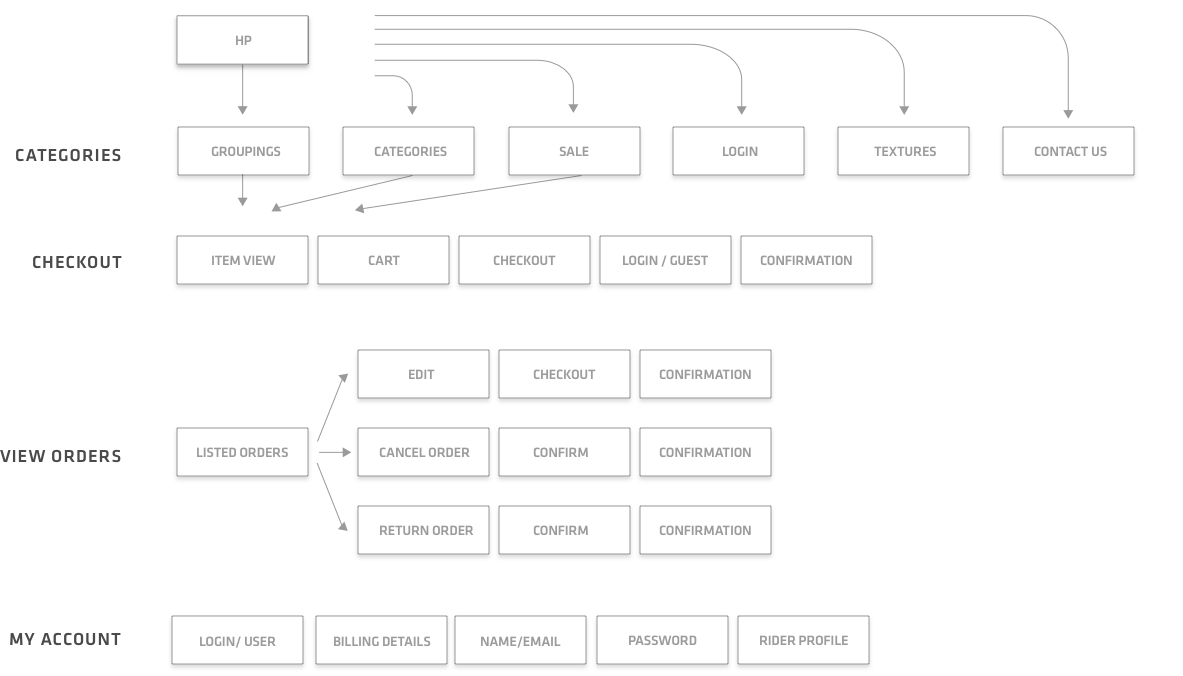 HP
CATEGORIES
GROUPINGS
CATEGORIES
SALE
LOGIN
TEXTURES
CONTACT US
CHECKOUT
ITEM VIEW
CART
CHECKOUT
LOGIN / GUEST
CONFIRMATION
EDIT
CHECKOUT
CONFIRMATION
VIEW ORDERS
LISTED ORDERS
CANCEL ORDER
CONFIRM
CONFIRMATION
RETURN ORDER
CONFIRM
CONFIRMATION
MY ACCOUNT
LOGIN/ USER
BILLING DETAILS
NAME/EMAIL
PASSWORD
RIDER PROFILE